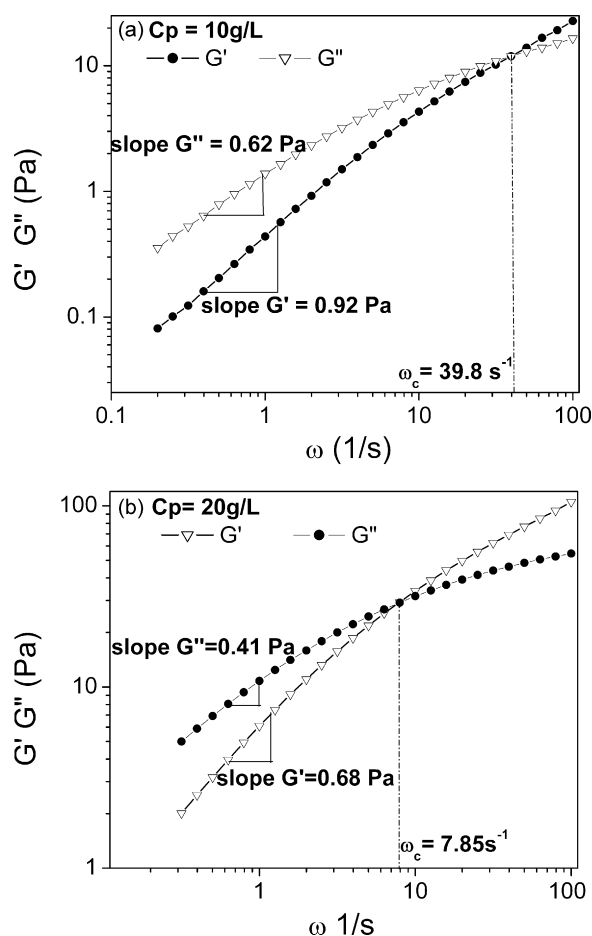 (a) Cp = 10g/L
G' G"
10
slope G" = 0.62 Pa
1
G' G" (Pa)
0.1
slope G' = 0.92 Pa
ωc = 39.8 s-1
0.1 1 10 100
ω (1/s)
(b) Cp= 20g/L
100
G' G"
slope G"=0.41 Pa
G' G" (Pa)
10
slope G'=0.68 Pa
ωc = 7.85s-1
1
1 10 100
ω 1/s